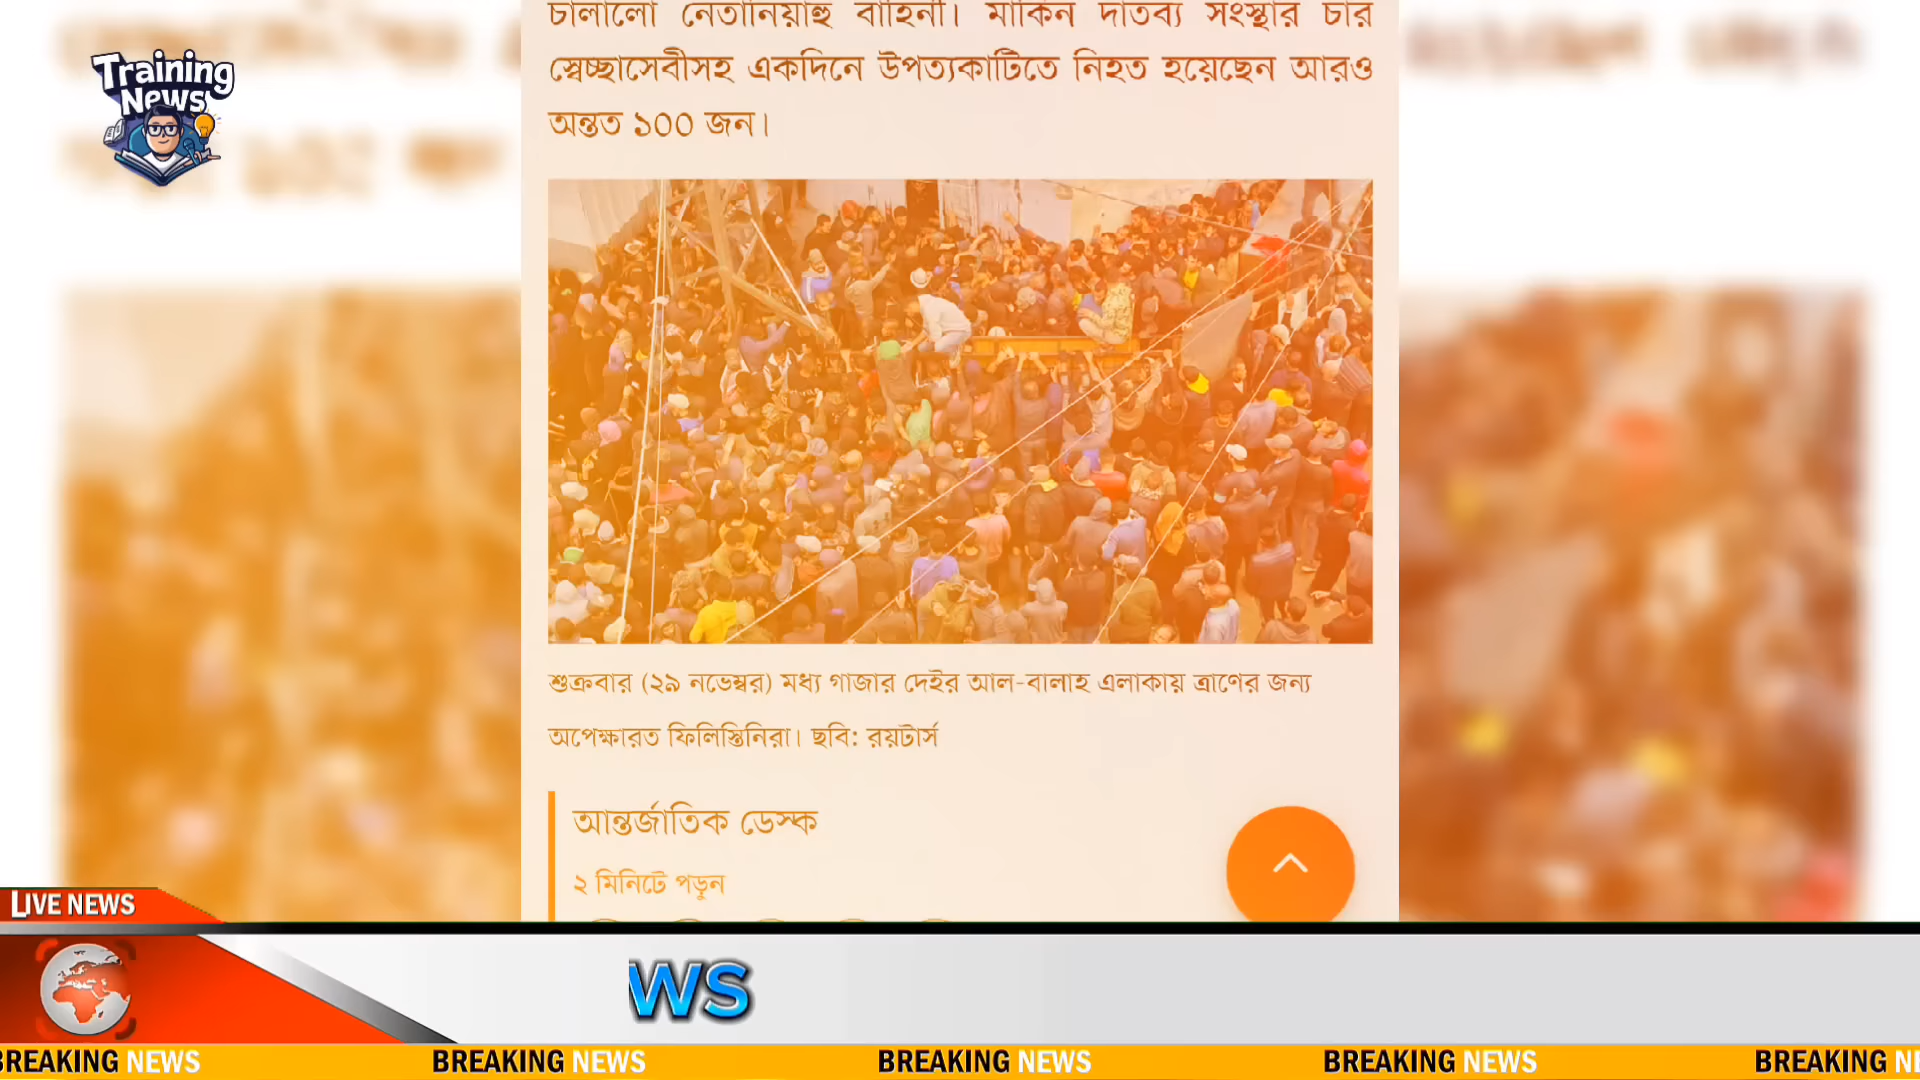 চালালো নেতানিয়াহু বাহিনী। মার্কিন দাতব্য সংস্থার চার
স্বেচ্ছাসেবীসহ একদিনে উপত্যকাটিতে নিহত হয়েছেন আরও
অন্তত ১০০ জন।
Training
News
শুক্রবার (২৯ নভেম্বর) মধ্য গাজার দেইর আল-বালাহ এলাকায় ত্রাণের জন্য
অপেক্ষারত ফিলিস্তিনিরা। ছবি: রয়টার্স
আন্তর্জাতিক ডেস্ক
২ মিনিটে পড়ুন
LIVE NEWS
WS
BREAKING NEWS BREAKING NEWS BREAKING NEWS BREAKING NEWS BREAKING NE